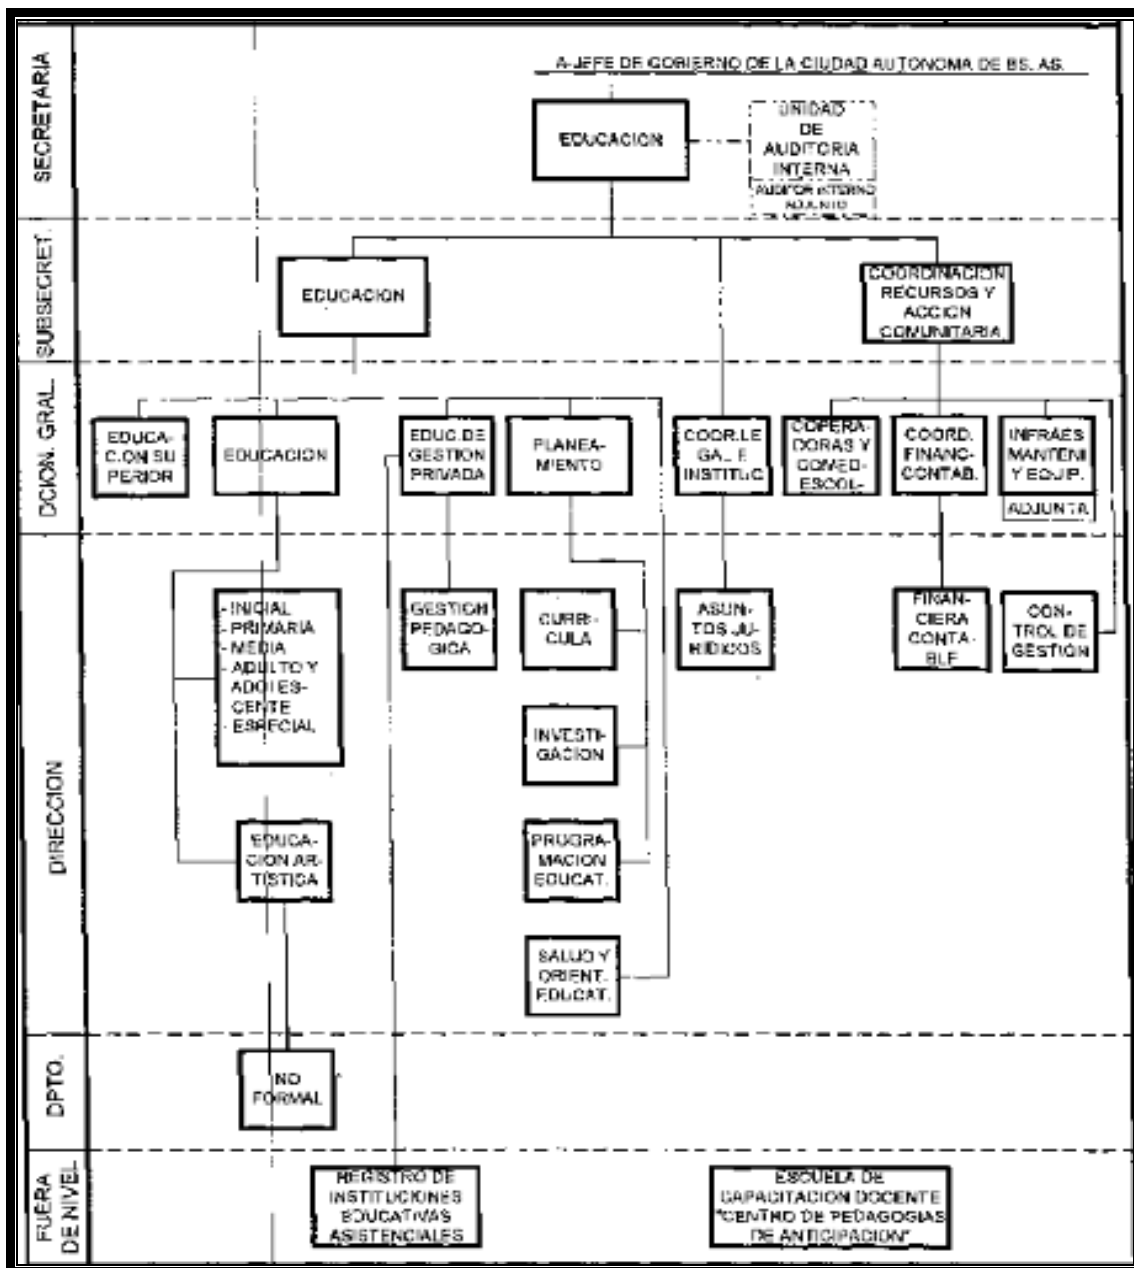 SECRETARIA
A-JEFE DE GOBIERNO DE LA CIUDAD AUTONOMA DE BS. AS.
EDUCACION
UNIDAD
DE
AUDITORIA
INTERNA
AUDITOR INTERNO
ADJUNTO
SUBSECRET.
EDUCACION
COORDINACION
RECURSOS Y
ACCION
COMUNITARIA
DCION. GRAL.
EDUCA-
CION SU
PERIOR
EDUCACION
EDUC. DE
GESTION
PRIVADA
PLANEA-
MIENTO
COOR.LE
GAL E
INSTITUC
COPERA-
DORAS Y
COMED.
ESCOL-
COORD.
FINANC-
CONTAB.
INFRAES
MANTENI
Y EQUIP.
ADJUNTA
DIRECCION
- INICIAL
- PRIMARIA
- MEDIA
- ADULTO Y
ADOLES-
CENTE
- ESPECIAL
GESTION
PEDAGO-
GICA
CURRI-
CULA
ASUN-
TOS JU-
RIDICOS
FINAN-
CIERA
CONTA-
BLE
CON-
TROL DE
GESTION
INVESTI-
GACION
EDUCA-
CION AR-
TISTICA
PROGRA-
MACION
EDUCAT.
SALUD Y
ORIENT.
EDUCAT.
DPTO.
NO
FORMAL
FUERA
DE NIVEL
REGISTRO DE
INSTITUCIONES
EDUCATIVAS
ASISTENCIALES
ESCUELA DE
CAPACITACION DOCENTE
"CENTRO DE PEDAGOGIAS
DE ANTICIPACION"